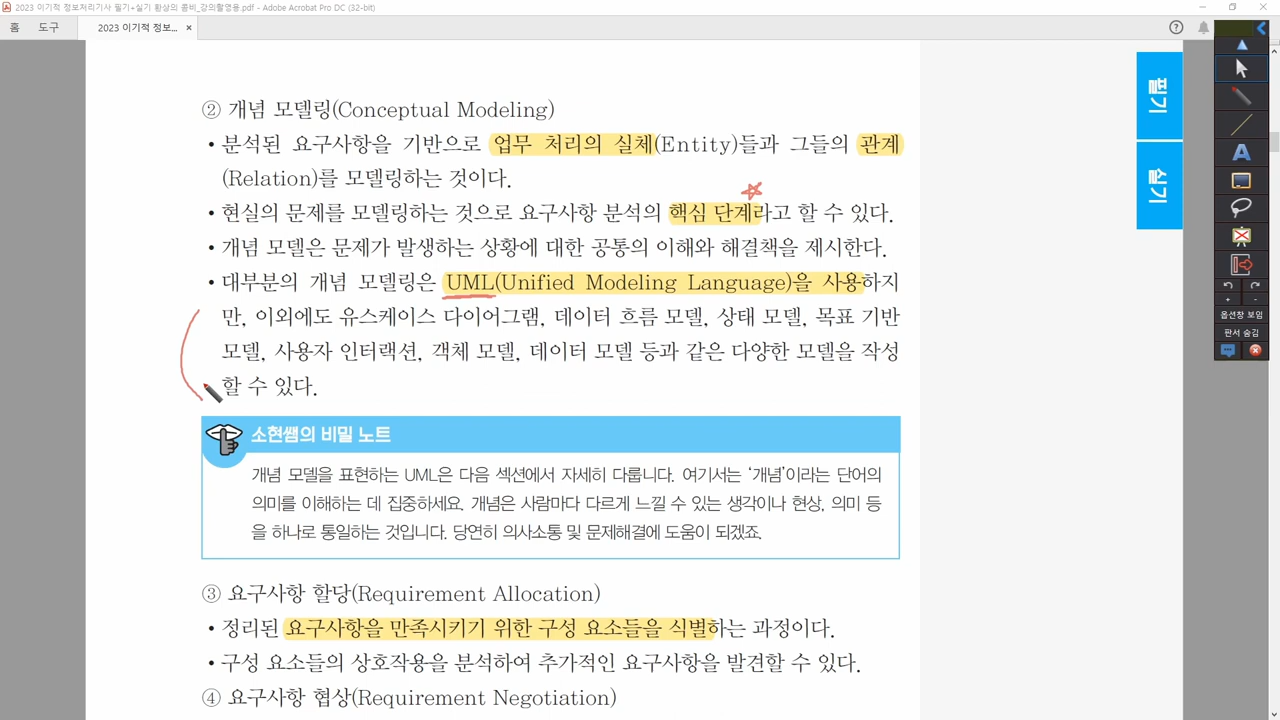 2023 이기적 정보처리기사 필기+실기 환상의 콤비_강의촬영용.pdf - Adobe Acrobat Pro DC (32-bit)
홈 도구 2023 이기적 정보... ×
② 개념 모델링(Conceptual Modeling)
• 분석된 요구사항을 기반으로 업무 처리의 실체(Entity)들과 그들의 관계
(Relation)를 모델링하는 것이다.
• 현실의 문제를 모델링하는 것으로 요구사항 분석의 핵심 단계라고 할 수 있다.
• 개념 모델은 문제가 발생하는 상황에 대한 공통의 이해와 해결책을 제시한다.
• 대부분의 개념 모델링은 UML(Unified Modeling Language)을 사용하지
만, 이외에도 유스케이스 다이어그램, 데이터 흐름 모델, 상태 모델, 목표 기반
모델, 사용자 인터랙션, 객체 모델, 데이터 모델 등과 같은 다양한 모델을 작성
할 수 있다.
소현쌤의 비밀 노트
개념 모델을 표현하는 UML은 다음 섹션에서 자세히 다룹니다. 여기서는 ‘개념’이라는 단어의
의미를 이해하는 데 집중하세요. 개념은 사람마다 다르게 느낄 수 있는 생각이나 현상, 의미 등
을 하나로 통일하는 것입니다. 당연히 의사소통 및 문제해결에 도움이 되겠죠.
③ 요구사항 할당(Requirement Allocation)
• 정리된 요구사항을 만족시키기 위한 구성 요소들을 식별하는 과정이다.
• 구성 요소들의 상호작용을 분석하여 추가적인 요구사항을 발견할 수 있다.
④ 요구사항 협상(Requirement Negotiation)
필기
실기
A
옵션창 보임
판서 숨김